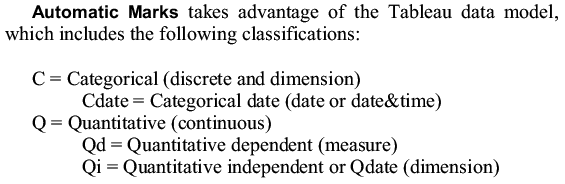 Automatic Marks takes advantage of the Tableau data model,
which includes the following classifications:
C = Categorical (discrete and dimension)
Cdate = Categorical date (date or date&time)
Q = Quantitative (continuous)
Qd = Quantitative dependent (measure)
Qi = Quantitative independent or Qdate (dimension)